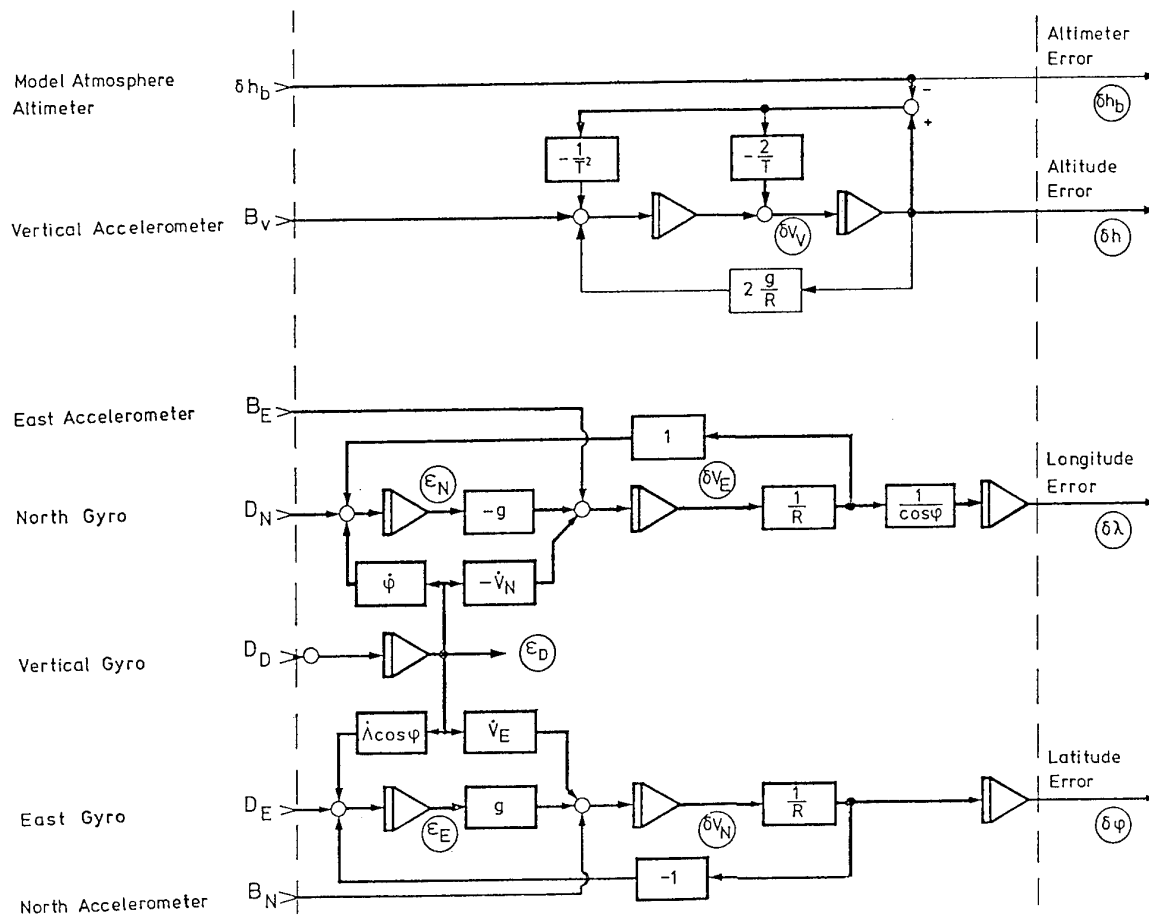 Altimeter
Error
Model Atmosphere
Altimeter
δh_b
−
+
δh_b
− 1/T²
− 2/T
Altitude
Error
Vertical Accelerometer
B_V
δV_V
δh
2 g/R
East Accelerometer
B_E
1
Longitude
Error
ε_N
δV_E
North Gyro
D_N
−g
1/R
1/cosφ
δλ
φ̇
−V̇_N
Vertical Gyro
D_D
ε_D
Λ̇cosφ
V̇_E
Latitude
Error
East Gyro
D_E
g
1/R
ε_E
δV_N
δφ
−1
North Accelerometer
B_N